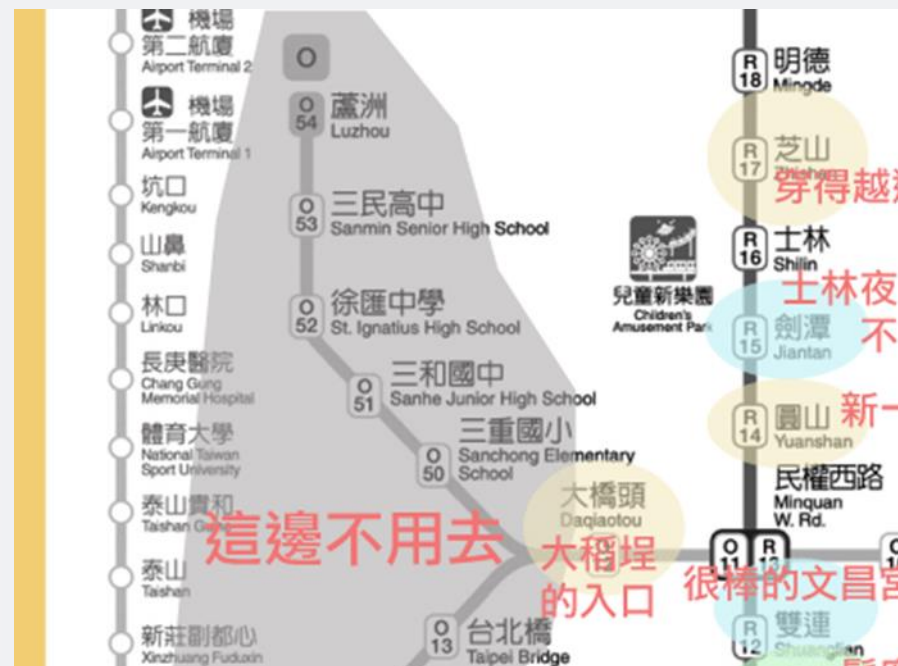 機場
第二航廈
Airport Terminal 2
機場
第一航廈
Airport Terminal 1
坑口
Kengkou
山鼻
Shanbi
林口
Linkou
長庚醫院
Chang Gung
Memorial Hospital
體育大學
National Taiwan
Sport University
泰山貴和
Taishan
泰山
Taishan
新莊副都心
Xinzhuang Fuduxin
O
O
54
蘆洲
Luzhou
O
53
三民高中
Sanmin Senior High School
O
52
徐匯中學
St. Ignatius High School
O
51
三和國中
Sanhe Junior High School
O
50
三重國小
Sanchong Elementary
School
這邊不用去
大橋頭
Daqiaotou
大稻埕
的入口
O
13
台北橋
Taipei Bridge
兒童新樂園
Children's
Amusement Park
R
18
明德
Mingde
R
17
芝山
Zhishan
穿得越
R
16
士林
Shilin
士林夜
不
R
15
劍潭
Jiantan
新一
R
14
圓山
Yuanshan
民權西路
Minquan
W. Rd.
O
11
R
13
很棒的文昌宮
R
12
雙連
Shuanglian